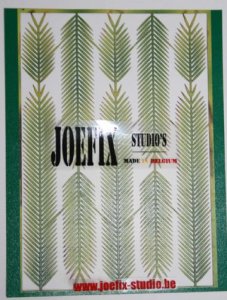 JOEFIX STUDIO'S
MADE IN BELGIUM
www.joefix-studio.be